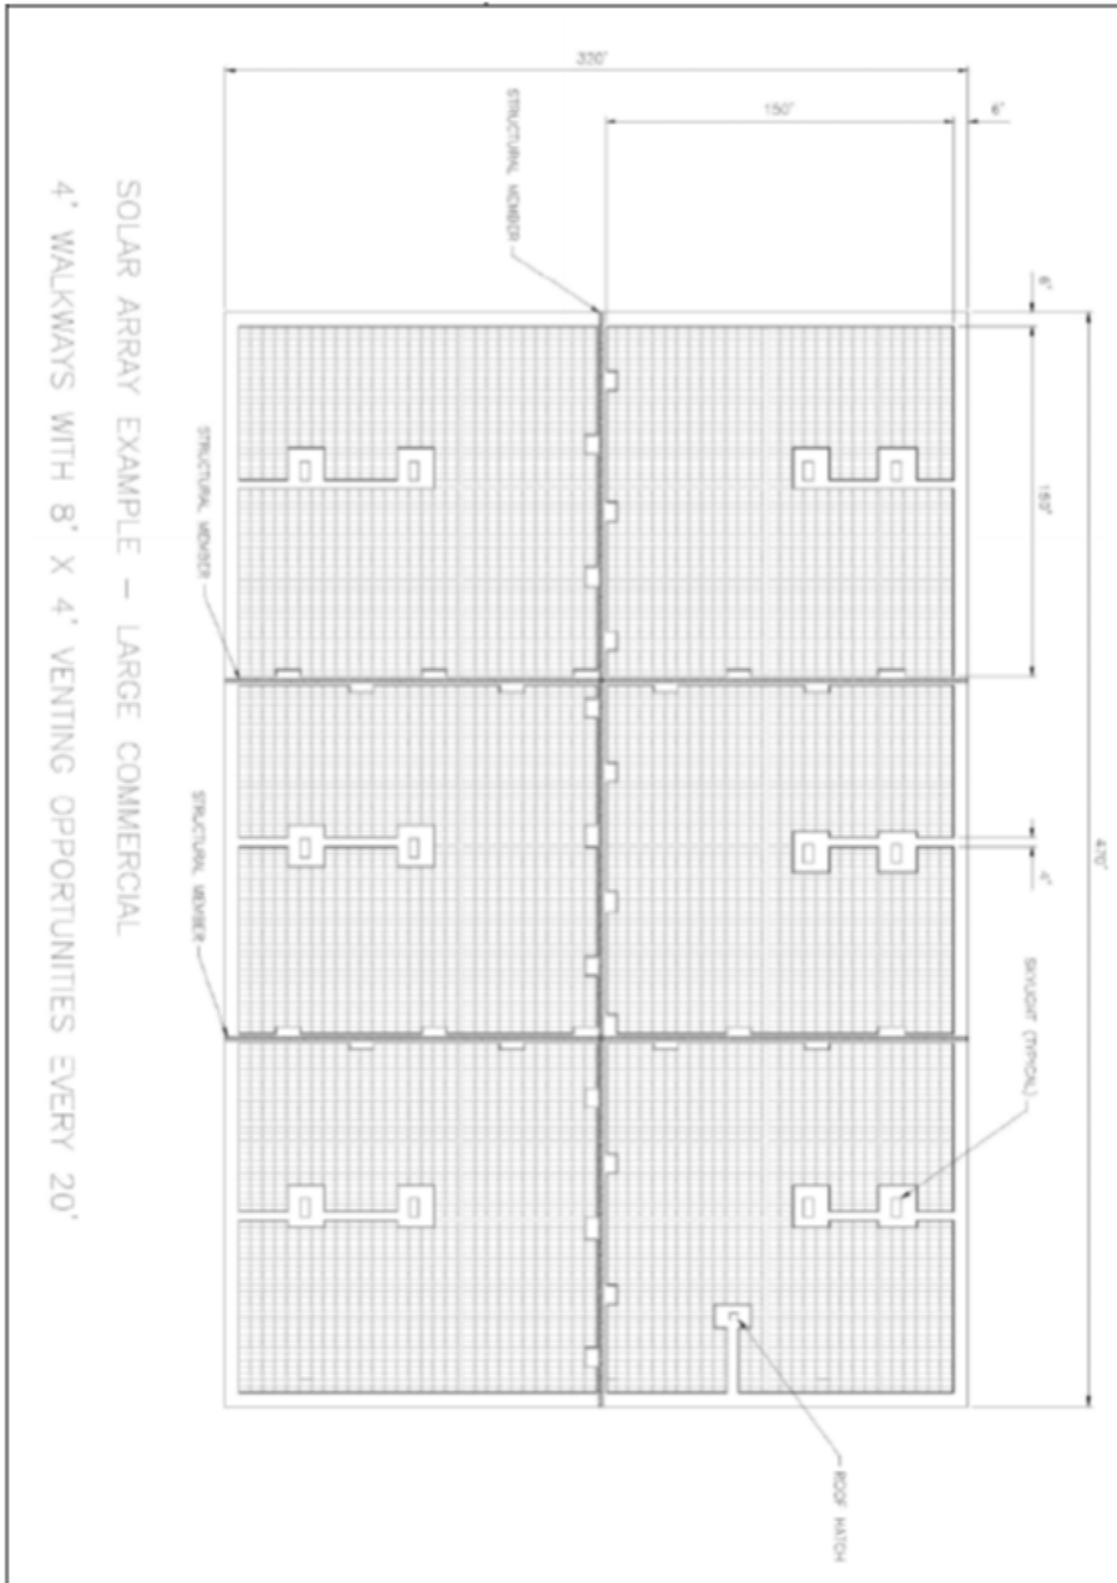 320'
150'
6'
STRUCTURAL MEMBER
6'
150'
470'
STRUCTURAL MEMBER
4'
STRUCTURAL MEMBER
SKYLIGHT (TYPICAL)
ROOF HATCH
SOLAR ARRAY EXAMPLE – LARGE COMMERCIAL
4' WALKWAYS WITH 8' X 4' VENTING OPPORTUNITIES EVERY 20'